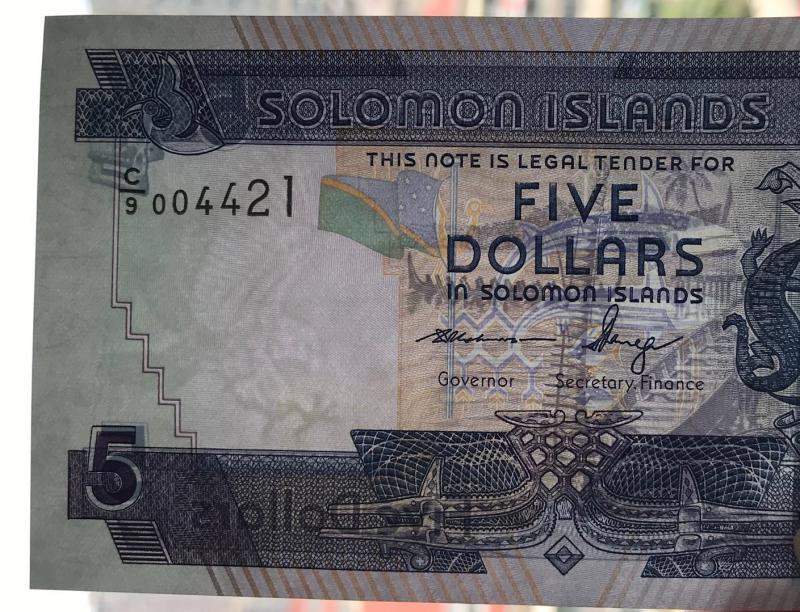 SOLOMON ISLANDS
THIS NOTE IS LEGAL TENDER FOR
C/9 004421
FIVE
DOLLARS
IN SOLOMON ISLANDS
Governor Secretary, Finance
5
Dollars